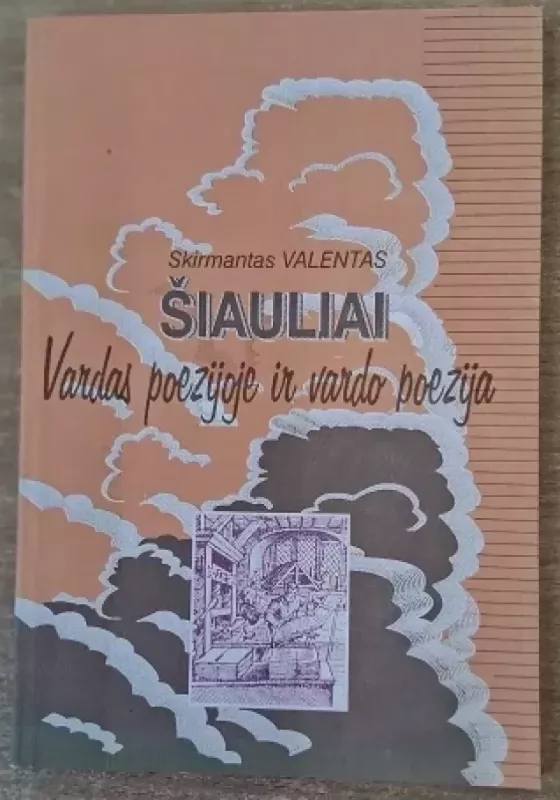 Skirmantas VALENTAS
ŠIAULIAI
Vardas poezijoje ir vardo poezija